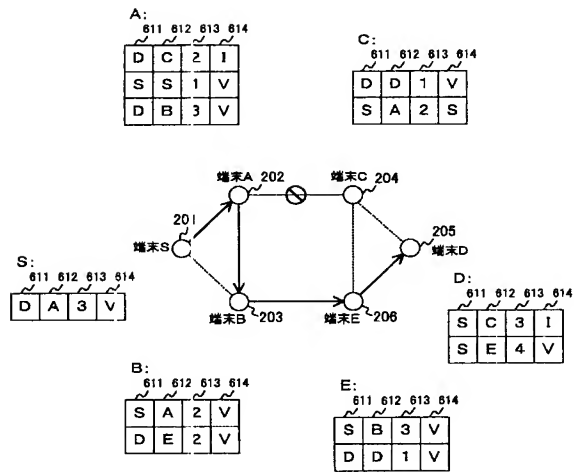 A:
611 612 613 614
D C 2 I
S S 1 V
D B 3 V
C:
611 612 613 614
D D 1 V
S A 2 S
端末A 202
端末C 204
201
端末S
205
端末D
端末B 203
端末E 206
S:
611 612 613 614
D A 3 V
D:
611 612 613 614
S C 3 I
S E 4 V
B:
611 612 613 614
S A 2 V
D E 2 V
E:
611 612 613 614
S B 3 V
D D 1 V